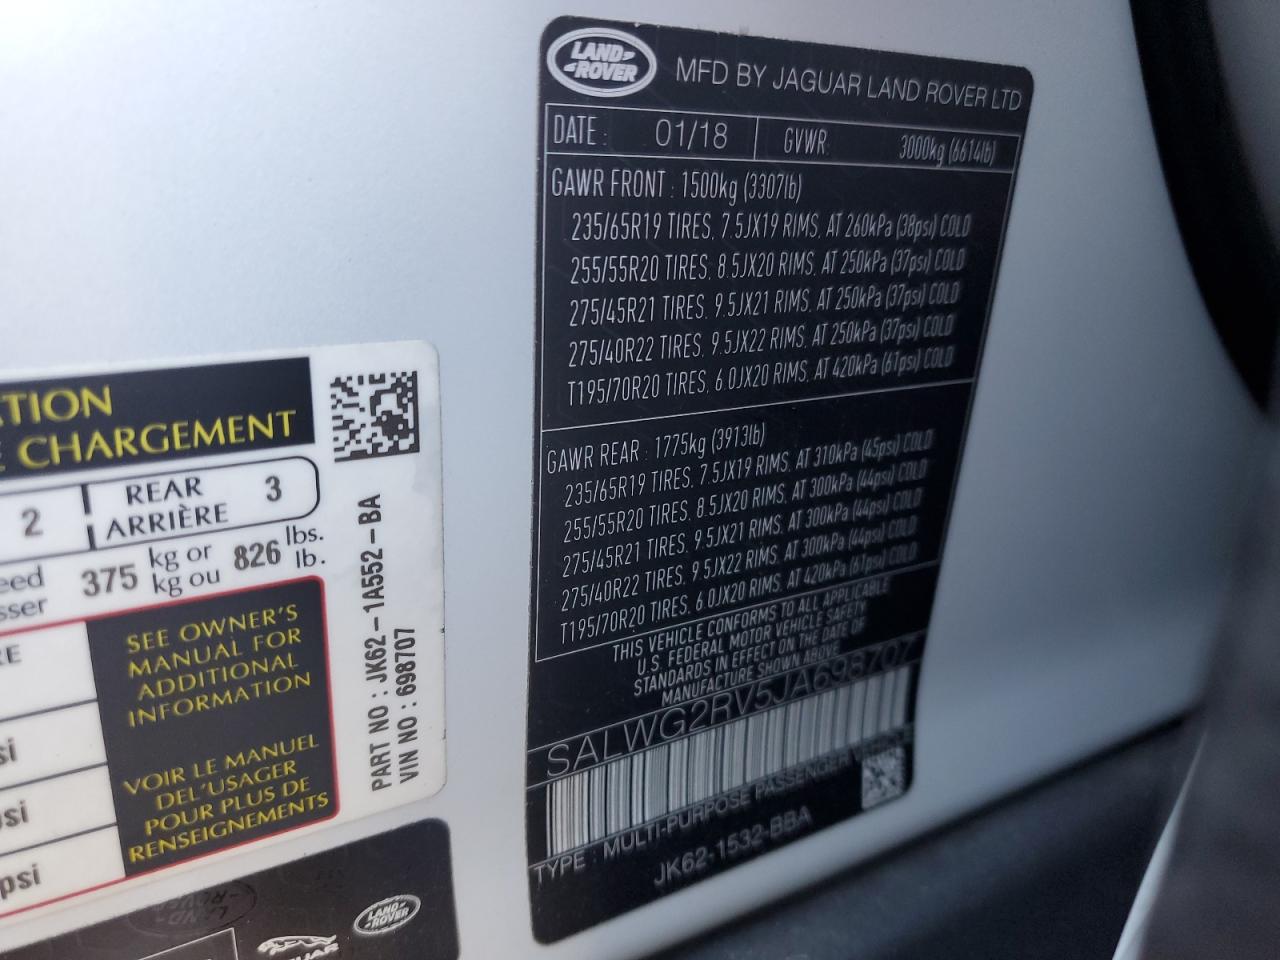 LAND ROVER
MFD BY JAGUAR LAND ROVER LTD
DATE : 01/18 GVWR: 3000kg (6614lb)
GAWR FRONT : 1500kg (3307lb)
235/65R19 TIRES, 7.5JX19 RIMS, AT 260kPa (38psi) COLD
255/55R20 TIRES, 8.5JX20 RIMS, AT 250kPa (37psi) COLD
275/45R21 TIRES, 9.5JX21 RIMS, AT 250kPa (37psi) COLD
275/40R22 TIRES, 9.5JX22 RIMS, AT 250kPa (37psi) COLD
T195/70R20 TIRES, 6.0JX20 RIMS, AT 420kPa (61psi) COLD
GAWR REAR : 1775kg (3913lb)
235/65R19 TIRES, 7.5JX19 RIMS, AT 310kPa (45psi) COLD
255/55R20 TIRES, 8.5JX20 RIMS, AT 300kPa (44psi) COLD
275/45R21 TIRES, 9.5JX21 RIMS, AT 300kPa (44psi) COLD
275/40R22 TIRES, 9.5JX22 RIMS, AT 300kPa (44psi) COLD
T195/70R20 TIRES, 6.0JX20 RIMS, AT 420kPa (61psi) COLD
THIS VEHICLE CONFORMS TO ALL APPLICABLE
U.S. FEDERAL MOTOR VEHICLE SAFETY
STANDARDS IN EFFECT ON THE DATE OF
MANUFACTURE SHOWN ABOVE
SALWG2RV5JA698707
TYPE : MULTI-PURPOSE PASSENGER VEHICLE
JK62-1532-BBA
TION
E CHARGEMENT
2 REAR 3
ARRIÈRE
eed 375 kg or 826 lbs.
sser kg ou lb.
RE
SEE OWNER'S
MANUAL FOR
ADDITIONAL
INFORMATION
VOIR LE MANUEL
DE L'USAGER
POUR PLUS DE
RENSEIGNEMENTS
si
si
psi
PART NO : JK62-1A552-BA
VIN NO : 698707
LAND ROVER